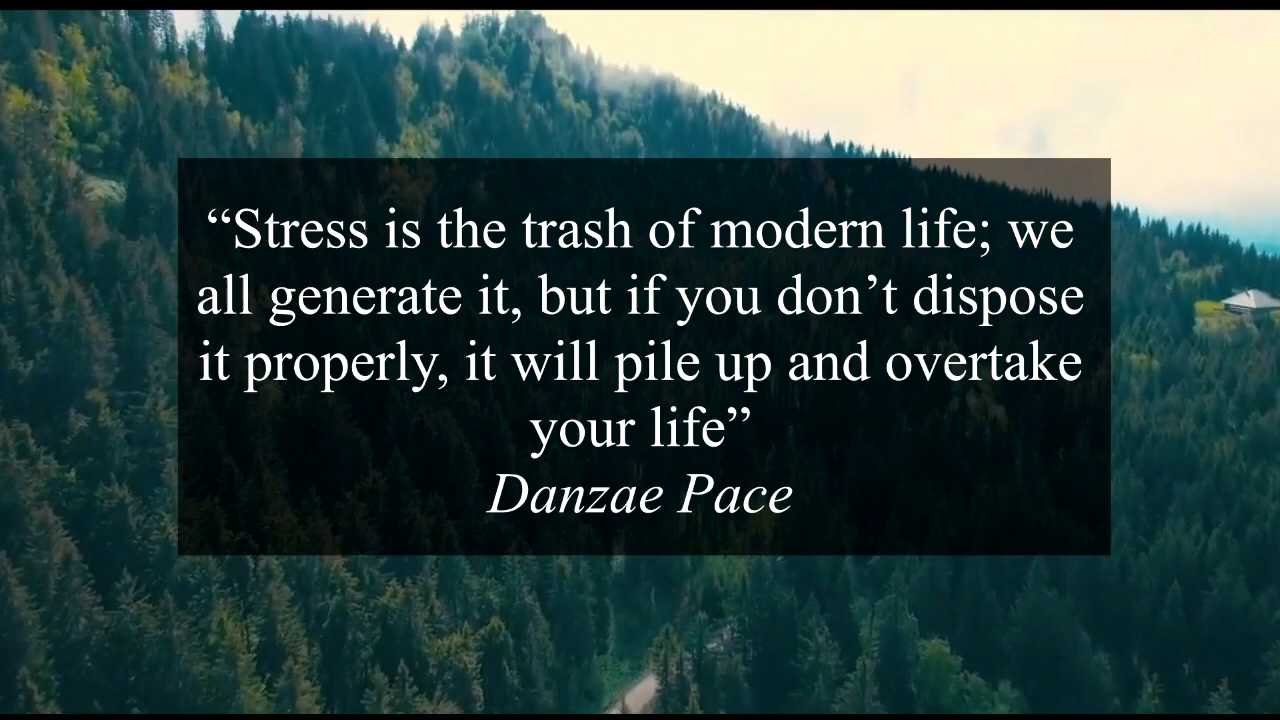 “Stress is the trash of modern life; we
all generate it, but if you don’t dispose
it properly, it will pile up and overtake
your life”
Danzae Pace